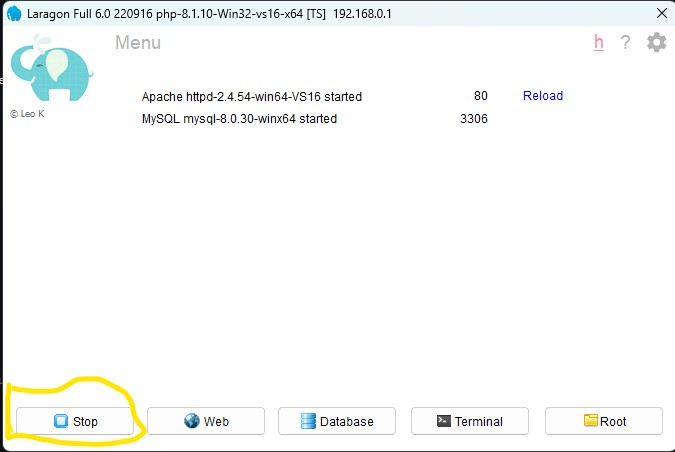 Laragon Full 6.0 220916 php-8.1.10-Win32-vs16-x64 [TS] 192.168.0.1
Menu h ?
© Leo K
Apache httpd-2.4.54-win64-VS16 started 80 Reload
MySQL mysql-8.0.30-winx64 started 3306
Stop Web Database Terminal Root